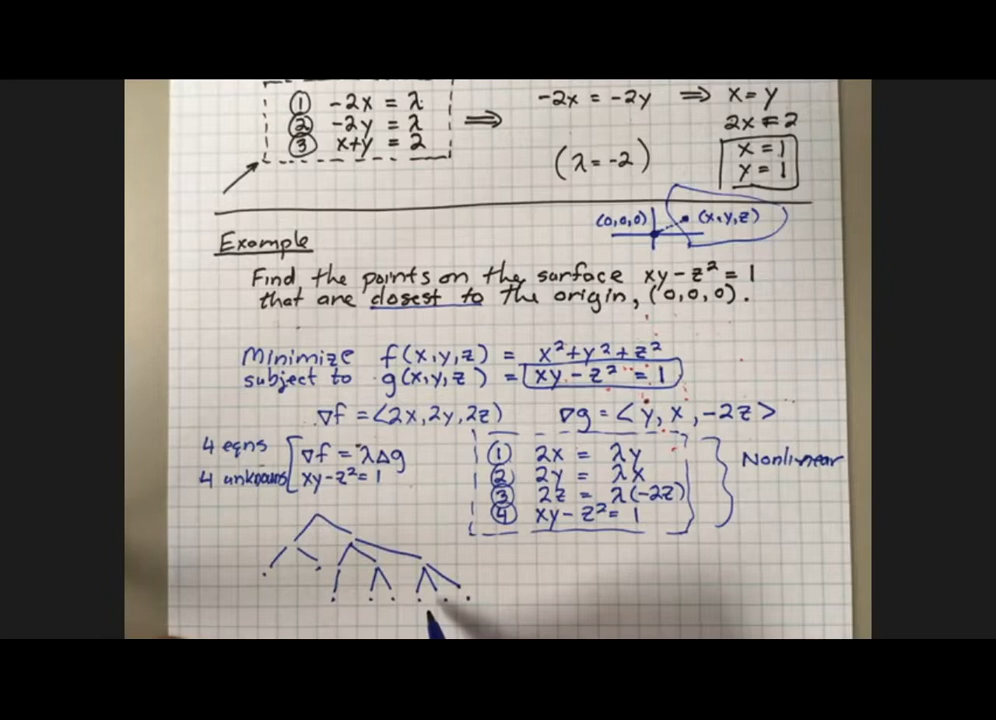 ① -2x = λ
② -2y = λ
③ x+y = 2
⟹ -2x = -2y ⟹ x = y
2x = 2
(λ = -2)
x = 1
y = 1
(0,0,0) (x,y,z)
Example
Find the points on the surface xy - z² = 1
that are closest to the origin, (0,0,0).
Minimize f(x,y,z) = x²+y²+z²
subject to g(x,y,z) = xy - z² = 1
∇f = <2x,2y,2z> ∇g = <y, x, -2z>
4 eqns ∇f = λ∆g
4 unknowns xy-z²=1
① 2x = λy
② 2y = λx
③ 2z = λ(-2z)
④ xy - z² = 1
Nonlinear